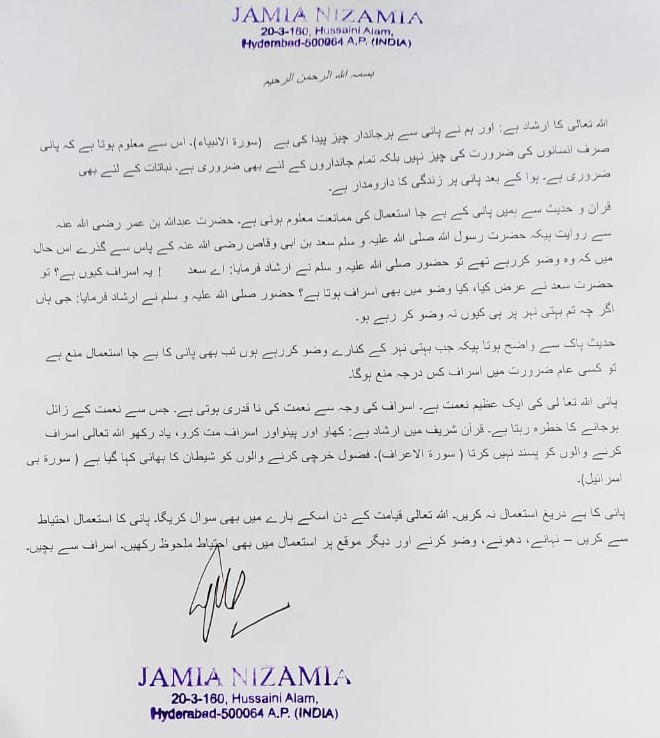 JAMIA NIZAMIA
20-3-160, Hussaini Alam,
Hyderabad-500064 A.P. (INDIA)
بسمہ اللہ الرحمن الرحیم
اللہ تعالی کا ارشاد ہے: اور ہم نے پانی سے ہرجاندار چیز پیدا کی ہے (سورة الانبیاء)۔ اس سے معلوم ہوتا ہے کہ پانی
صرف انسانوں کی ضرورت کی چیز نہیں بلکہ تمام جانداروں کے لئے بھی ضروری ہے۔ نباتات کے لئے بھی
ضروری ہے۔ ہوا کے بعد پانی پر زندگی کا دارومدار ہے۔
قران و حدیث سے ہمیں پانی کے بے جا استعمال کی ممانعت معلوم ہوتی ہے۔ حضرت عبداللہ بن عمر رضی اللہ عنہ
سے روایت ہیکہ حضرت رسول اللہ صلی اللہ علیہ و سلم سعد بن ابی وقاص رضی اللہ عنہ کے پاس سے گذرے اس حال
میں کہ وہ وضو کررہے تھے تو حضور صلی اللہ علیہ و سلم نے ارشاد فرمایا: اے سعد ! یہ اسراف کیوں ہے؟ تو
حضرت سعد نے عرض کیا، کیا وضو میں بھی اسراف ہوتا ہے؟ حضور صلی اللہ علیہ و سلم نے ارشاد فرمایا: جی ہاں
اگر چہ تم بہتی نہر پر ہی کیوں نہ وضو کر رہے ہو۔
حدیث پاک سے واضح ہوتا ہیکہ جب بہتی نہر کے کنارے وضو کررہے ہوں تب بھی پانی کا بے جا استعمال منع ہے
تو کسی عام ضرورت میں اسراف کس درجہ منع ہوگا۔
پانی اللہ تعا لی کی ایک عظیم نعمت ہے۔ اسراف کی وجہ سے نعمت کی نا قدری ہوتی ہے۔ جس سے نعمت کے زائل
ہوجانے کا خطرہ رہتا ہے۔ قرآن شریف میں ارشاد ہے: کھاو اور پینواور اسراف مت کرو، یاد رکھو اللہ تعالی اسراف
کرنے والوں کو پسند نہیں کرتا ( سورة الاعراف)۔ فضول خرچی کرنے والوں کو شیطان کا بھائی کہا گیا ہے ( سورة بی
اسرائیل)۔
پانی کا بے دریغ استعمال نہ کریں۔ اللہ تعالی قیامت کے دن اسکے بارے میں بھی سوال کریگا۔ پانی کا استعمال احتیاط
سے کریں – نہانے، دھونے، وضو کرنے اور دیگر موقع پر استعمال میں بھی احتیاط ملحوظ رکھیں۔ اسراف سے بچیں۔
JAMIA NIZAMIA
20-3-160, Hussaini Alam,
Hyderabad-500064 A.P. (INDIA)